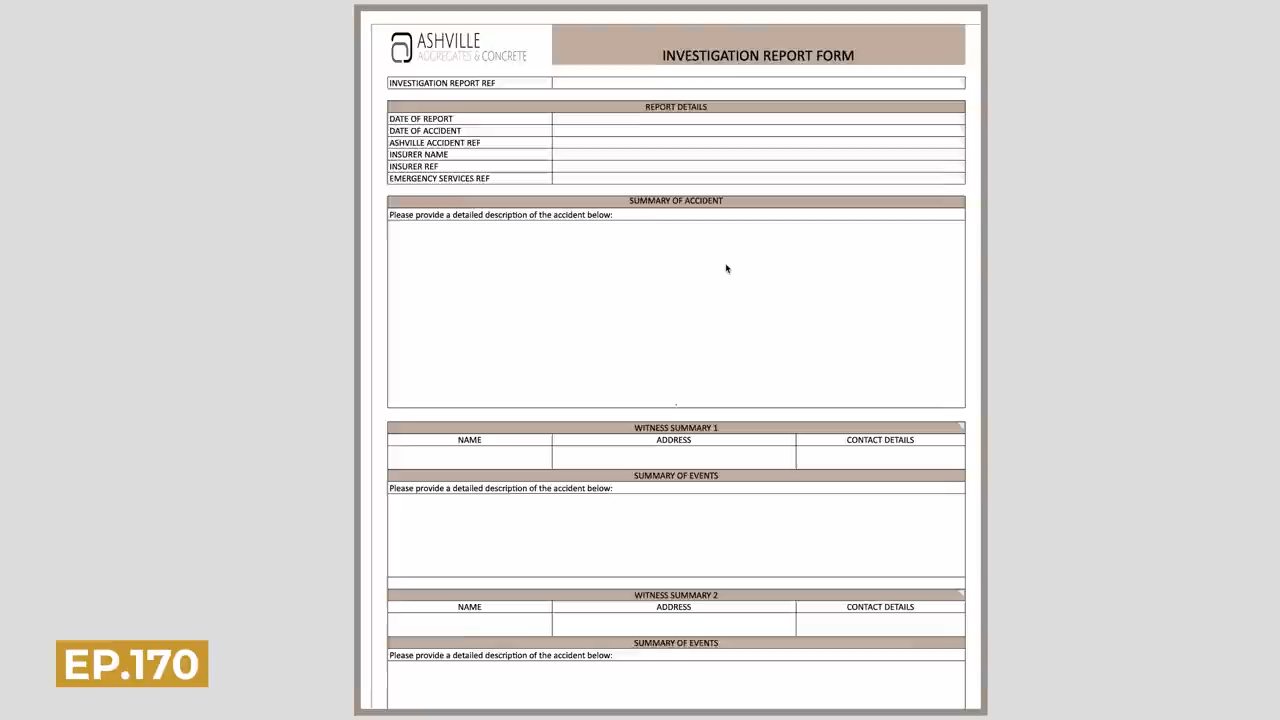 ASHVILLE
AGGREGATES & CONCRETE
INVESTIGATION REPORT FORM
INVESTIGATION REPORT REF
REPORT DETAILS
DATE OF REPORT
DATE OF ACCIDENT
ASHVILLE ACCIDENT REF
INSURER NAME
INSURER REF
EMERGENCY SERVICES REF
SUMMARY OF ACCIDENT
Please provide a detailed description of the accident below:
WITNESS SUMMARY 1
NAME ADDRESS CONTACT DETAILS
SUMMARY OF EVENTS
Please provide a detailed description of the accident below:
WITNESS SUMMARY 2
NAME ADDRESS CONTACT DETAILS
SUMMARY OF EVENTS
Please provide a detailed description of the accident below:
EP.170